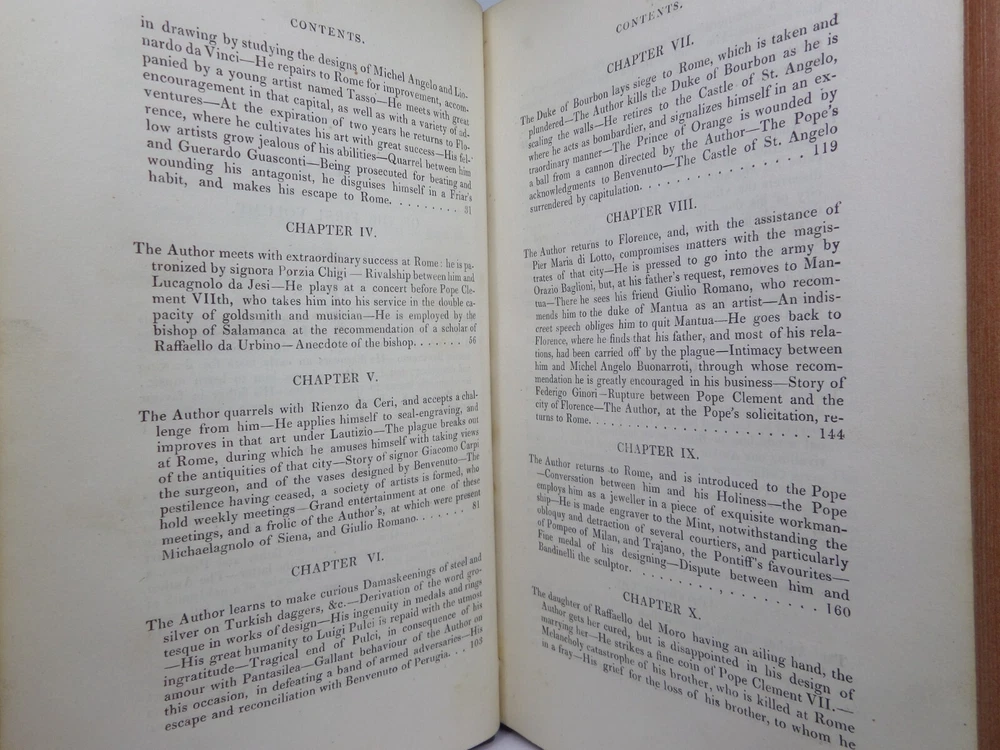 CONTENTS.
in drawing by studying the designs of Michel Angelo and Lio-
nardo da Vinci—He repairs to Rome for improvement, accom-
panied by a young artist named Tasso—He meets with great
encouragement in that capital, as well as with a variety of ad-
ventures—At the expiration of two years he returns to Flo-
rence, where he cultivates his art with great success—His fel-
low artists grow jealous of his abilities—Quarrel between him
and Guerardo Guasconti—Being prosecuted for beating and
wounding his antagonist, he disguises himself in a Friar's
habit, and makes his escape to Rome. . . . . . . . . 31
CHAPTER IV.
The Author meets with extraordinary success at Rome: he is pa-
tronized by signora Porzia Chigi — Rivalship between him and
Lucagnolo da Jesi—He plays at a concert before Pope Cle-
ment VIIth, who takes him into his service in the double ca-
pacity of goldsmith and musician—He is employed by the
bishop of Salamanca at the recommendation of a scholar of
Raffaello da Urbino—Anecdote of the bishop. . . . . . . 56
CHAPTER V.
The Author quarrels with Rienzo da Ceri, and accepts a chal-
lenge from him—He applies himself to seal-engraving, and
improves in that art under Lautizio—The plague breaks out
at Rome, during which he amuses himself with taking views
of the antiquities of that city—Story of signor Giacomo Carpi
the surgeon, and of the vases designed by Benvenuto—The
pestilence having ceased, a society of artists is formed, who
hold weekly meetings—Grand entertainment at one of these
meetings, and a frolic of the Author's, at which were present
Michaelagnolo of Siena, and Giulio Romano. . . . . . . 81
CHAPTER VI.
The Author learns to make curious Damaskeenings of steel and
silver on Turkish daggers, &c.—Derivation of the word gro-
tesque in works of design—His ingenuity in medals and rings
—His great humanity to Luigi Pulci is repaid with the utmost
ingratitude—Tragical end of Pulci, in consequence of his
amour with Pantasilea—Gallant behaviour of the Author on
this occasion, in defeating a band of armed adversaries—His
escape and reconciliation with Benvenuto of Perugia. . . 103
CONTENTS.
CHAPTER VII.
The Duke of Bourbon lays siege to Rome, which is taken and
plundered—The Author kills the Duke of Bourbon as he is
scaling the walls—He retires to the Castle of St. Angelo,
where he acts as bombardier, and signalizes himself in an ex-
traordinary manner—The Prince of Orange is wounded by
a ball from a cannon directed by the Author—The Pope's
acknowledgments to Benvenuto—The Castle of St. Angelo
surrendered by capitulation. . . . . . . . . . . . 119
CHAPTER VIII.
The Author returns to Florence, and, with the assistance of
Pier Maria di Lotto, compromises matters with the magis-
trates of that city—He is pressed to go into the army by
Orazio Baglioni, but, at his father's request, removes to Man-
tua—There he sees his friend Giulio Romano, who recom-
mends him to the duke of Mantua as an artist—An indis-
creet speech obliges him to quit Mantua—He goes back to
Florence, where he finds that his father, and most of his rela-
tions, had been carried off by the plague—Intimacy between
him and Michel Angelo Buonarroti, through whose recom-
mendation he is greatly encouraged in his business—Story of
Federigo Ginori—Rupture between Pope Clement and the
city of Florence—The Author, at the Pope's solicitation, re-
turns to Rome. . . . . . . . . . . . . . . . . 144
CHAPTER IX.
The Author returns to Rome, and is introduced to the Pope
—Conversation between him and his Holiness—the Pope
employs him as a jeweller in a piece of exquisite workman-
ship—He is made engraver to the Mint, notwithstanding the
obloquy and detraction of several courtiers, and particularly
of Pompeo of Milan, and Trajano, the Pontiff's favourites—
Fine medal of his designing—Dispute between him and
Bandinelli the sculptor. . . . . . . . . . . . . . 160
CHAPTER X.
The daughter of Raffaello del Moro having an ailing hand, the
Author gets her cured, but is disappointed in his design of
marrying her—He strikes a fine coin of Pope Clement VII.—
Melancholy catastrophe of his brother, who is killed at Rome
in a fray—His grief for the loss of his brother, to whom he